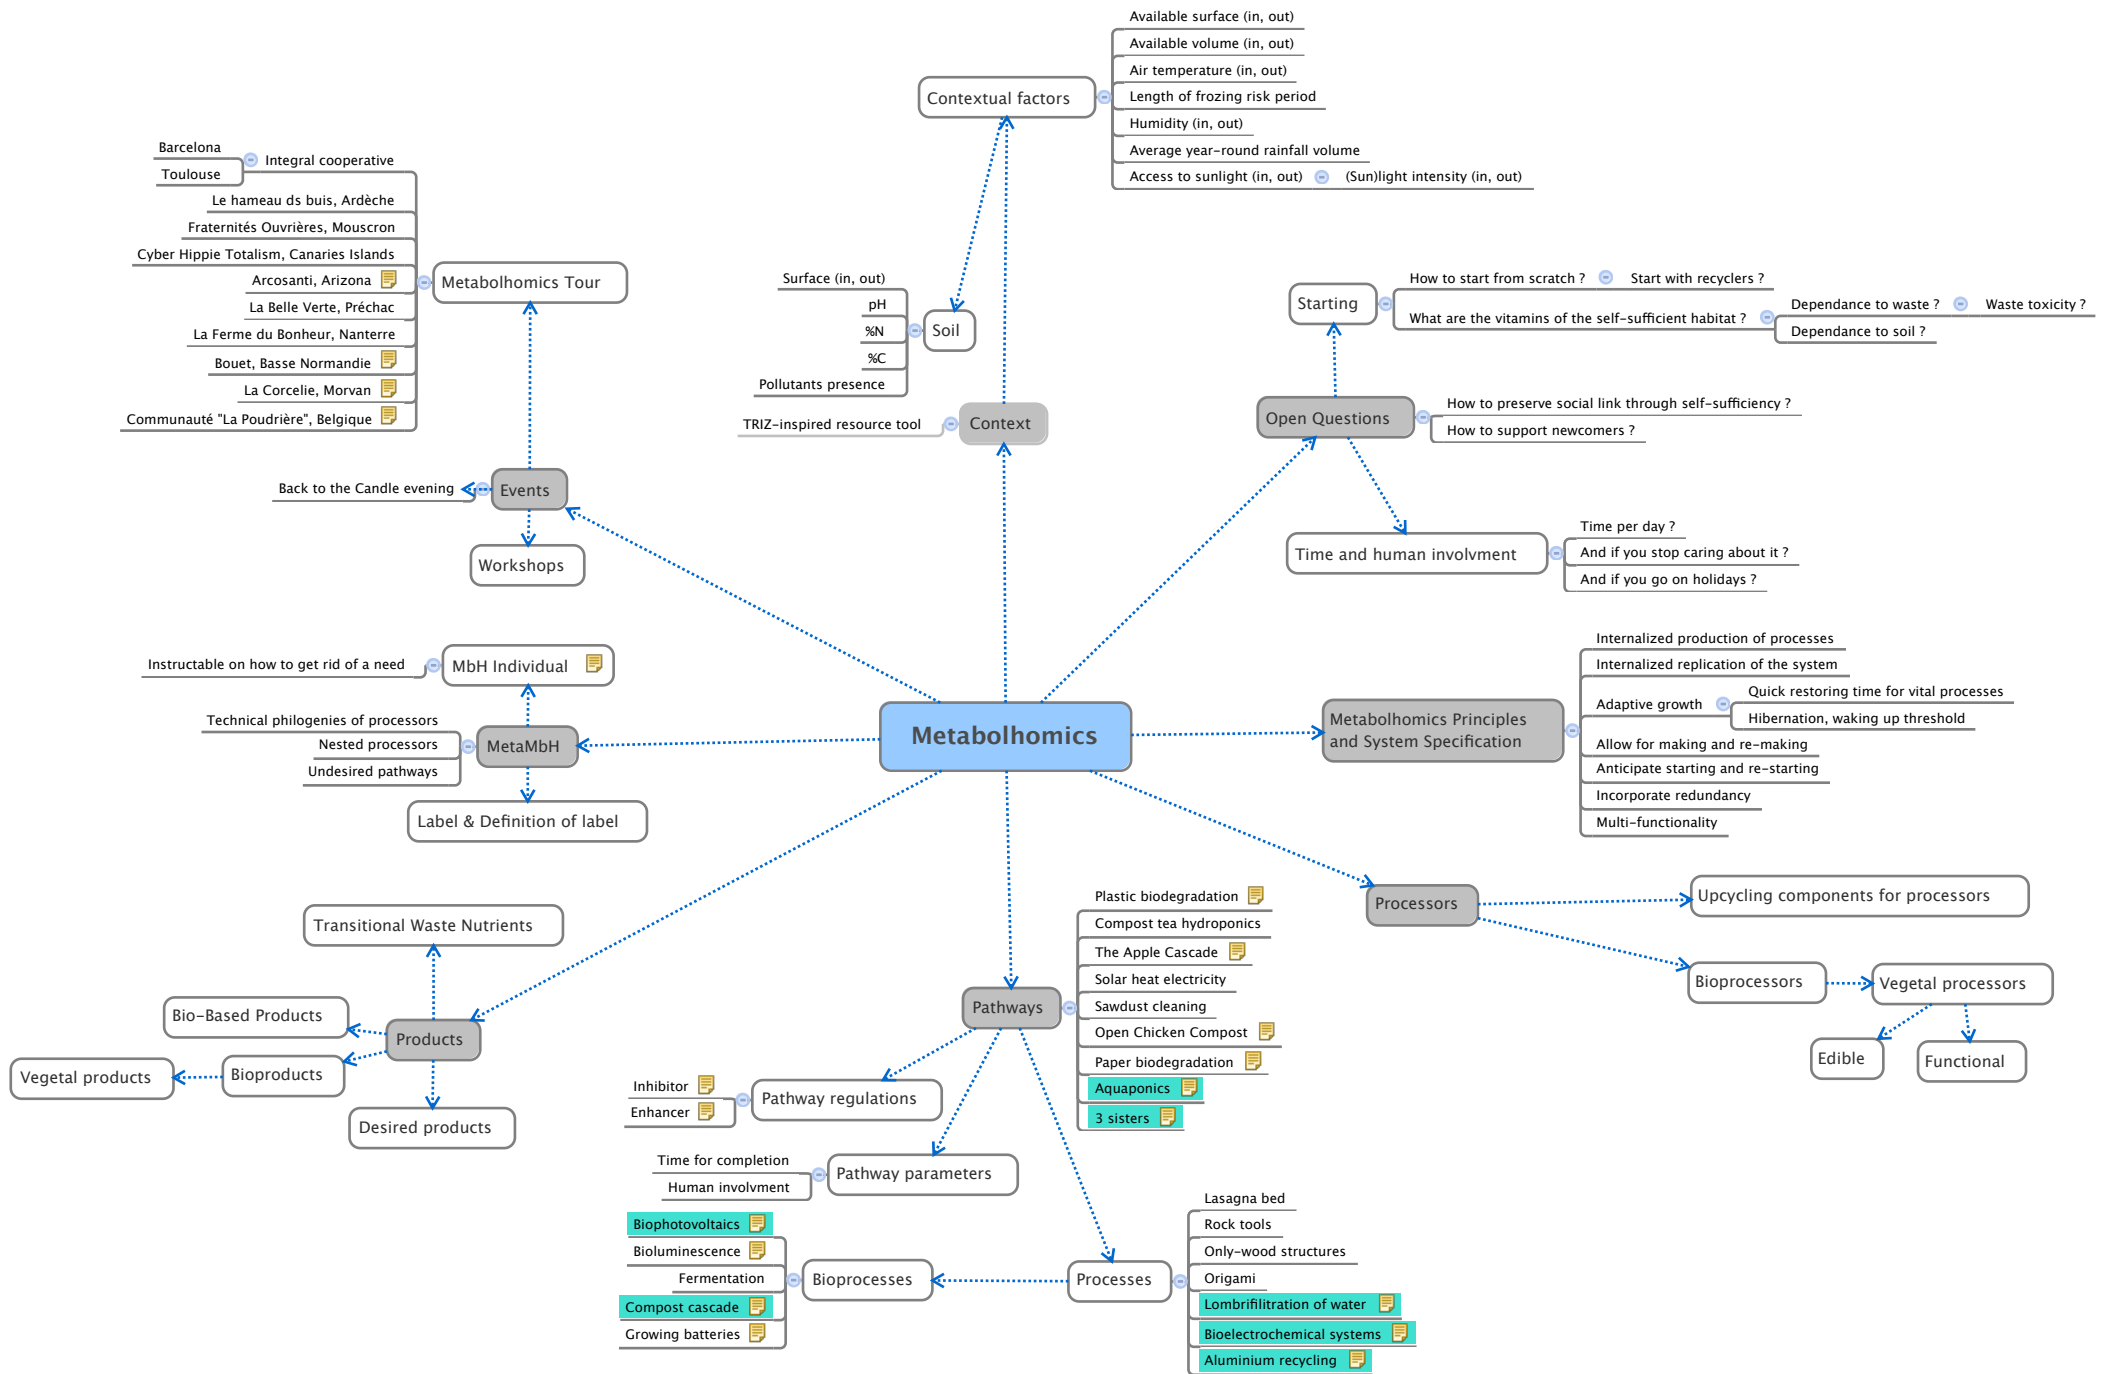 Available surface (in, out)
Available volume (in, out)
Air temperature (in, out)
Contextual factors
Length of frozing risk period
Humidity (in, out)
Average year-round rainfall volume
Access to sunlight (in, out)
(Sun)light intensity (in, out)
Barcelona
Toulouse
Integral cooperative
Le hameau ds buis, Ardèche
Fraternités Ouvrières, Mouscron
Cyber Hippie Totalism, Canaries Islands
Arcosanti, Arizona
La Belle Verte, Préchac
La Ferme du Bonheur, Nanterre
Bouet, Basse Normandie
La Corcelie, Morvan
Communauté "La Poudrière", Belgique
Metabolhomics Tour
Back to the Candle evening
Events
Workshops
Surface (in, out)
pH
%N
%C
Pollutants presence
Soil
TRIZ-inspired resource tool
Context
Starting
How to start from scratch ?
Start with recyclers ?
What are the vitamins of the self-sufficient habitat ?
Dependance to waste ?
Waste toxicity ?
Dependance to soil ?
Open Questions
How to preserve social link through self-sufficiency ?
How to support newcomers ?
Time and human involvment
Time per day ?
And if you stop caring about it ?
And if you go on holidays ?
Instructable on how to get rid of a need
MbH Individual
Technical philogenies of processors
Nested processors
Undesired pathways
MetaMbH
Label & Definition of label
Metabolhomics
Metabolhomics Principles
and System Specification
Internalized production of processes
Internalized replication of the system
Adaptive growth
Quick restoring time for vital processes
Hibernation, waking up threshold
Allow for making and re-making
Anticipate starting and re-starting
Incorporate redundancy
Multi-functionality
Processors
Upcycling components for processors
Bioprocessors
Vegetal processors
Edible
Functional
Transitional Waste Nutrients
Bio-Based Products
Products
Vegetal products
Bioproducts
Desired products
Pathways
Plastic biodegradation
Compost tea hydroponics
The Apple Cascade
Solar heat electricity
Sawdust cleaning
Open Chicken Compost
Paper biodegradation
Aquaponics
3 sisters
Inhibitor
Enhancer
Pathway regulations
Time for completion
Human involvment
Pathway parameters
Biophotovoltaics
Bioluminescence
Fermentation
Compost cascade
Growing batteries
Bioprocesses
Processes
Lasagna bed
Rock tools
Only-wood structures
Origami
Lombrifilitration of water
Bioelectrochemical systems
Aluminium recycling